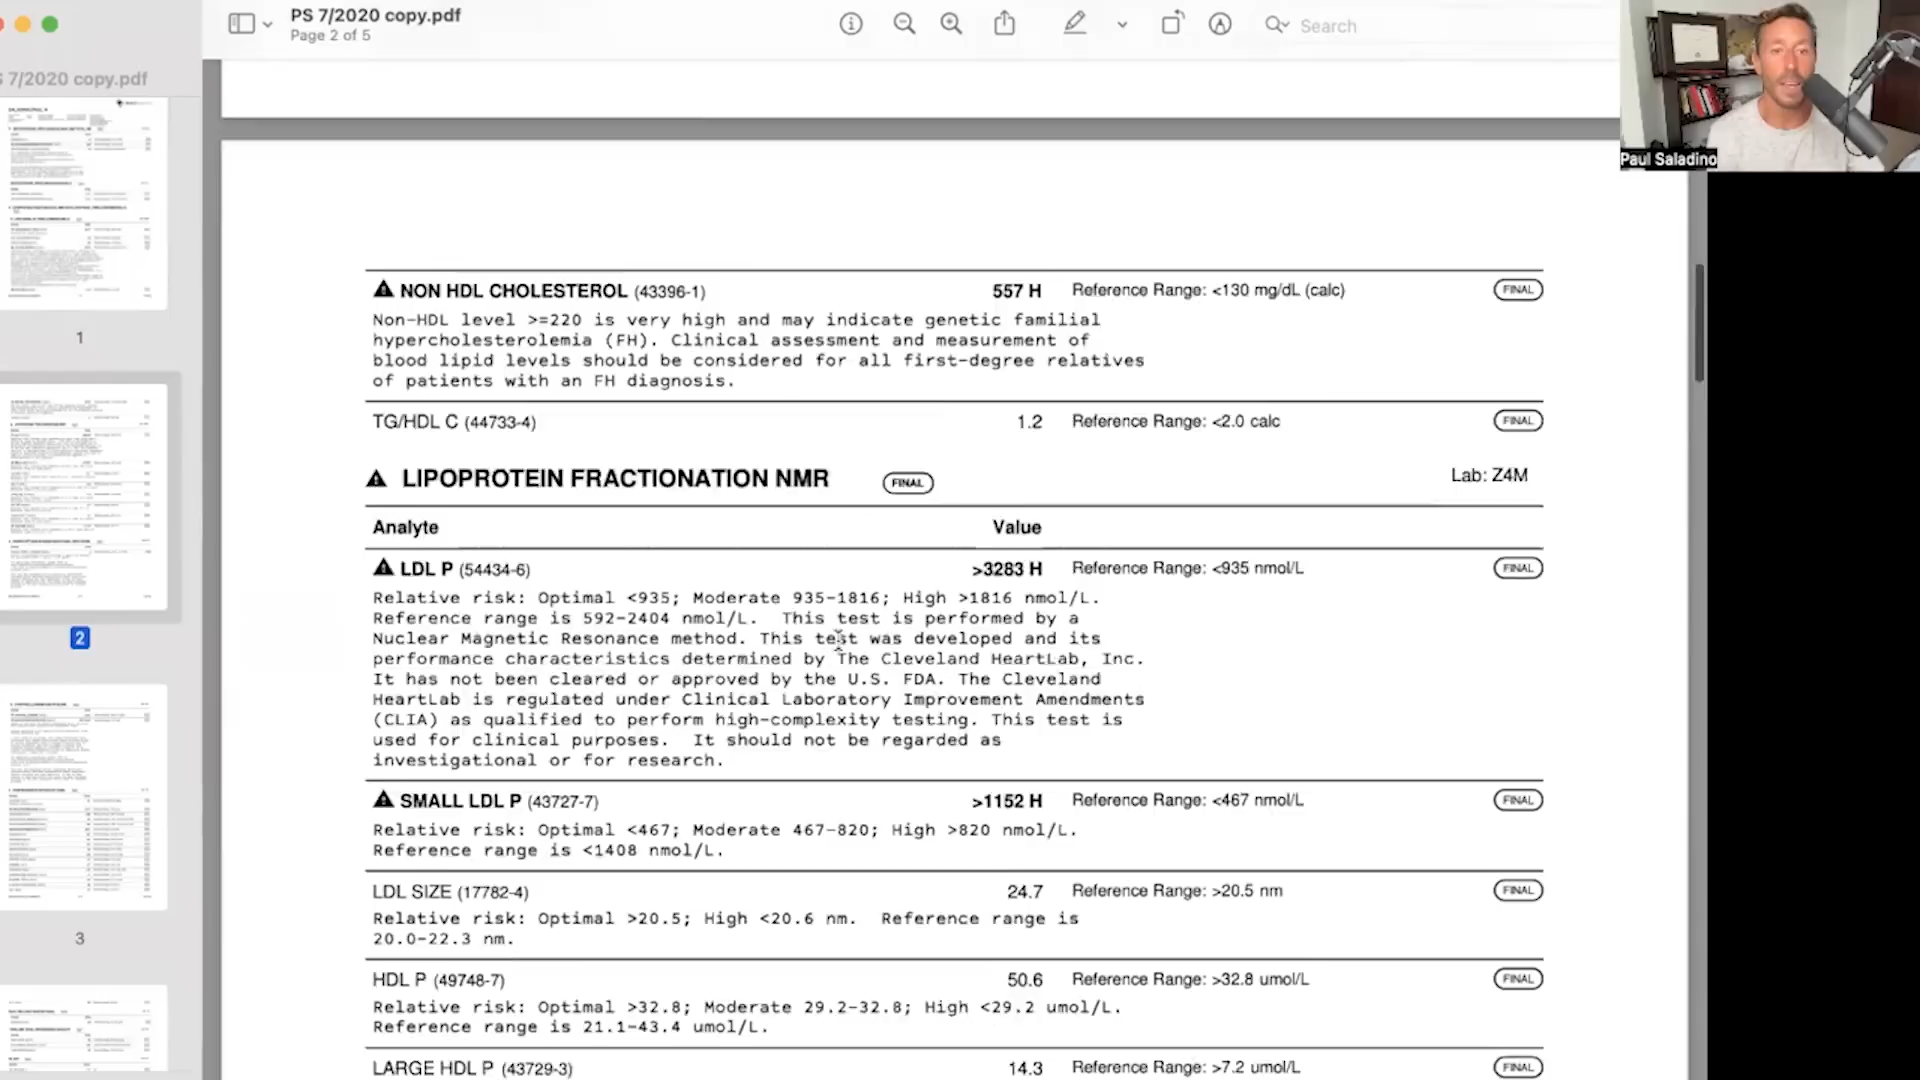 PS 7/2020 copy.pdf
Page 2 of 5
Search
S 7/2020 copy.pdf
Paul Saladino
NON HDL CHOLESTEROL (43396-1) 557 H Reference Range: <130 mg/dL (calc) FINAL
Non-HDL level >=220 is very high and may indicate genetic familial
hypercholesterolemia (FH). Clinical assessment and measurement of
blood lipid levels should be considered for all first-degree relatives
of patients with an FH diagnosis.
TG/HDL C (44733-4) 1.2 Reference Range: <2.0 calc FINAL
LIPOPROTEIN FRACTIONATION NMR FINAL Lab: Z4M
Analyte Value
LDL P (54434-6) >3283 H Reference Range: <935 nmol/L FINAL
Relative risk: Optimal <935; Moderate 935-1816; High >1816 nmol/L.
Reference range is 592-2404 nmol/L. This test is performed by a
Nuclear Magnetic Resonance method. This test was developed and its
performance characteristics determined by The Cleveland HeartLab, Inc.
It has not been cleared or approved by the U.S. FDA. The Cleveland
HeartLab is regulated under Clinical Laboratory Improvement Amendments
(CLIA) as qualified to perform high-complexity testing. This test is
used for clinical purposes. It should not be regarded as
investigational or for research.
SMALL LDL P (43727-7) >1152 H Reference Range: <467 nmol/L FINAL
Relative risk: Optimal <467; Moderate 467-820; High >820 nmol/L.
Reference range is <1408 nmol/L.
LDL SIZE (17782-4) 24.7 Reference Range: >20.5 nm FINAL
Relative risk: Optimal >20.5; High <20.6 nm. Reference range is
20.0-22.3 nm.
HDL P (49748-7) 50.6 Reference Range: >32.8 umol/L FINAL
Relative risk: Optimal >32.8; Moderate 29.2-32.8; High <29.2 umol/L.
Reference range is 21.1-43.4 umol/L.
LARGE HDL P (43729-3) 14.3 Reference Range: >7.2 umol/L FINAL
1
2
3